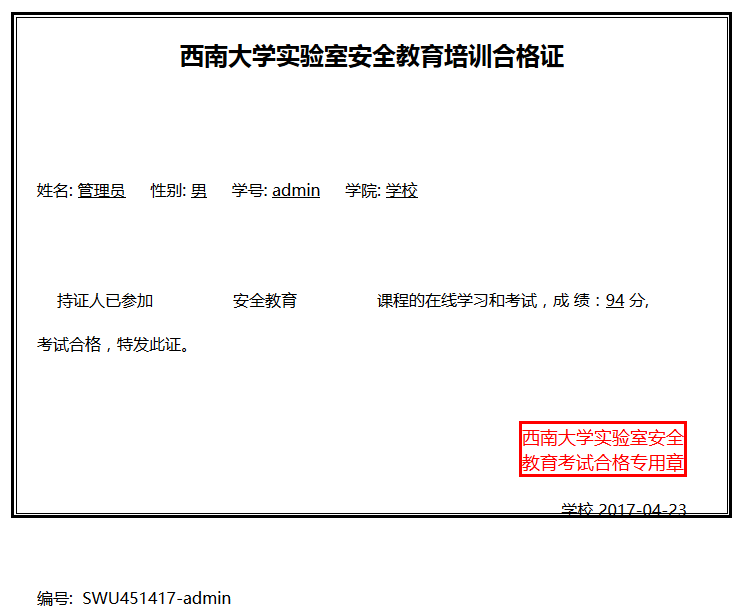 西南大学实验室安全教育培训合格证
姓名: 管理员 性别: 男 学号: admin 学院: 学校
持证人已参加 安全教育 课程的在线学习和考试，成 绩：94 分,
考试合格，特发此证。
西南大学实验室安全
教育考试合格专用章
学校 2017-04-23
编号: SWU451417-admin